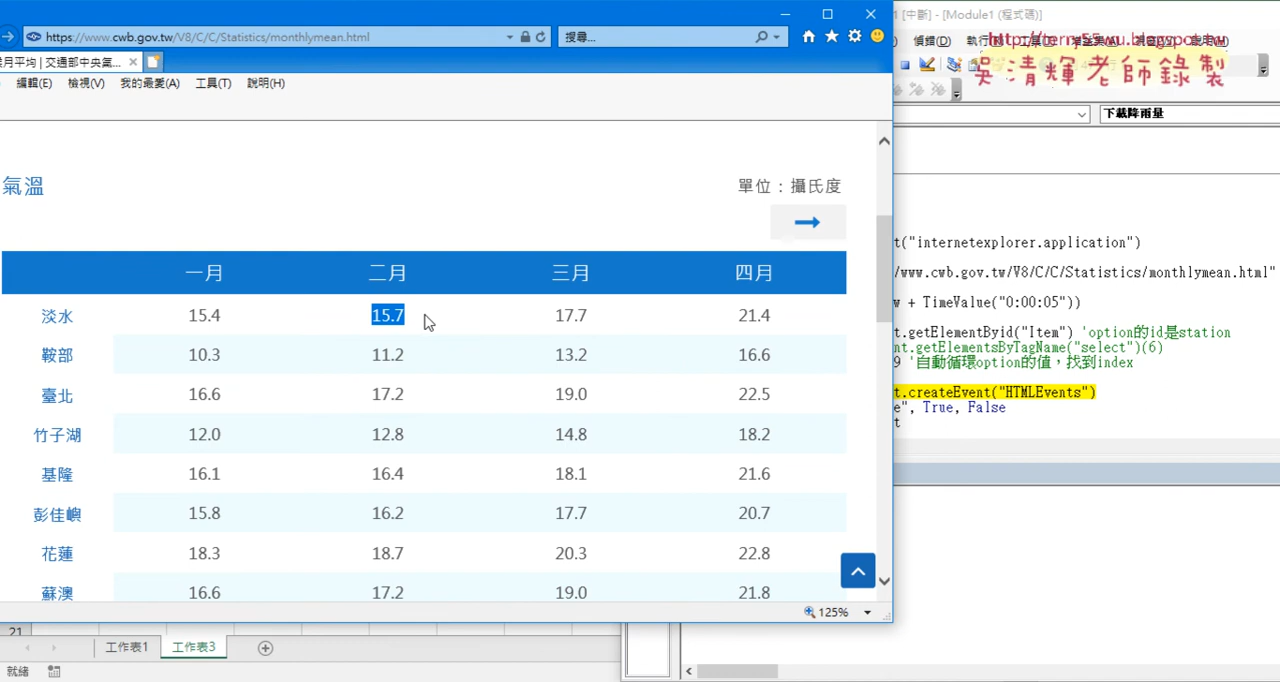 1 [中斷] - [Module1 (程式碼)]
https://www.cwb.gov.tw/V8/C/C/Statistics/monthlymean.html
搜尋...
月平均 | 交通部中央氣...
編輯(E) 檢視(V) 我的最愛(A) 工具(T) 說明(H)
偵錯(D)
吳清輝老師錄製
下載降雨量
氣溫
單位：攝氏度
一月 二月 三月 四月
淡水 15.4 15.7 17.7 21.4
鞍部 10.3 11.2 13.2 16.6
臺北 16.6 17.2 19.0 22.5
竹子湖 12.0 12.8 14.8 18.2
基隆 16.1 16.4 18.1 21.6
彭佳嶼 15.8 16.2 17.7 20.7
花蓮 18.3 18.7 20.3 22.8
蘇澳 16.6 17.2 19.0 21.8
125%
t("internetexplorer.application")
/www.cwb.gov.tw/V8/C/C/Statistics/monthlymean.html"
w + TimeValue("0:00:05"))
t.getElementByid("Item") 'option的id是station
nt.getElementsByTagName("select")(6)
9 '自動循環option的值，找到index
t.createEvent("HTMLEvents")
e", True, False
t
21
工作表1 工作表3
就緒